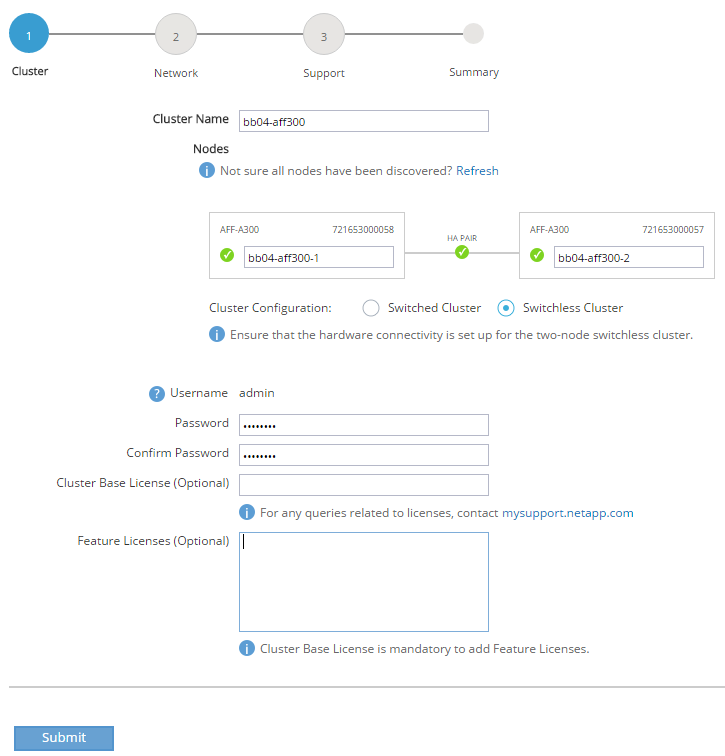 1 2 3
Cluster Network Support Summary
Cluster Name bb04-aff300
Nodes
i Not sure all nodes have been discovered? Refresh
AFF-A300 721653000058 AFF-A300 721653000057
HA PAIR
bb04-aff300-1 bb04-aff300-2
Cluster Configuration: Switched Cluster Switchless Cluster
i Ensure that the hardware connectivity is set up for the two-node switchless cluster.
? Username admin
Password ••••••••
Confirm Password ••••••••
Cluster Base License (Optional)
i For any queries related to licenses, contact mysupport.netapp.com
Feature Licenses (Optional)
i Cluster Base License is mandatory to add Feature Licenses.
Submit